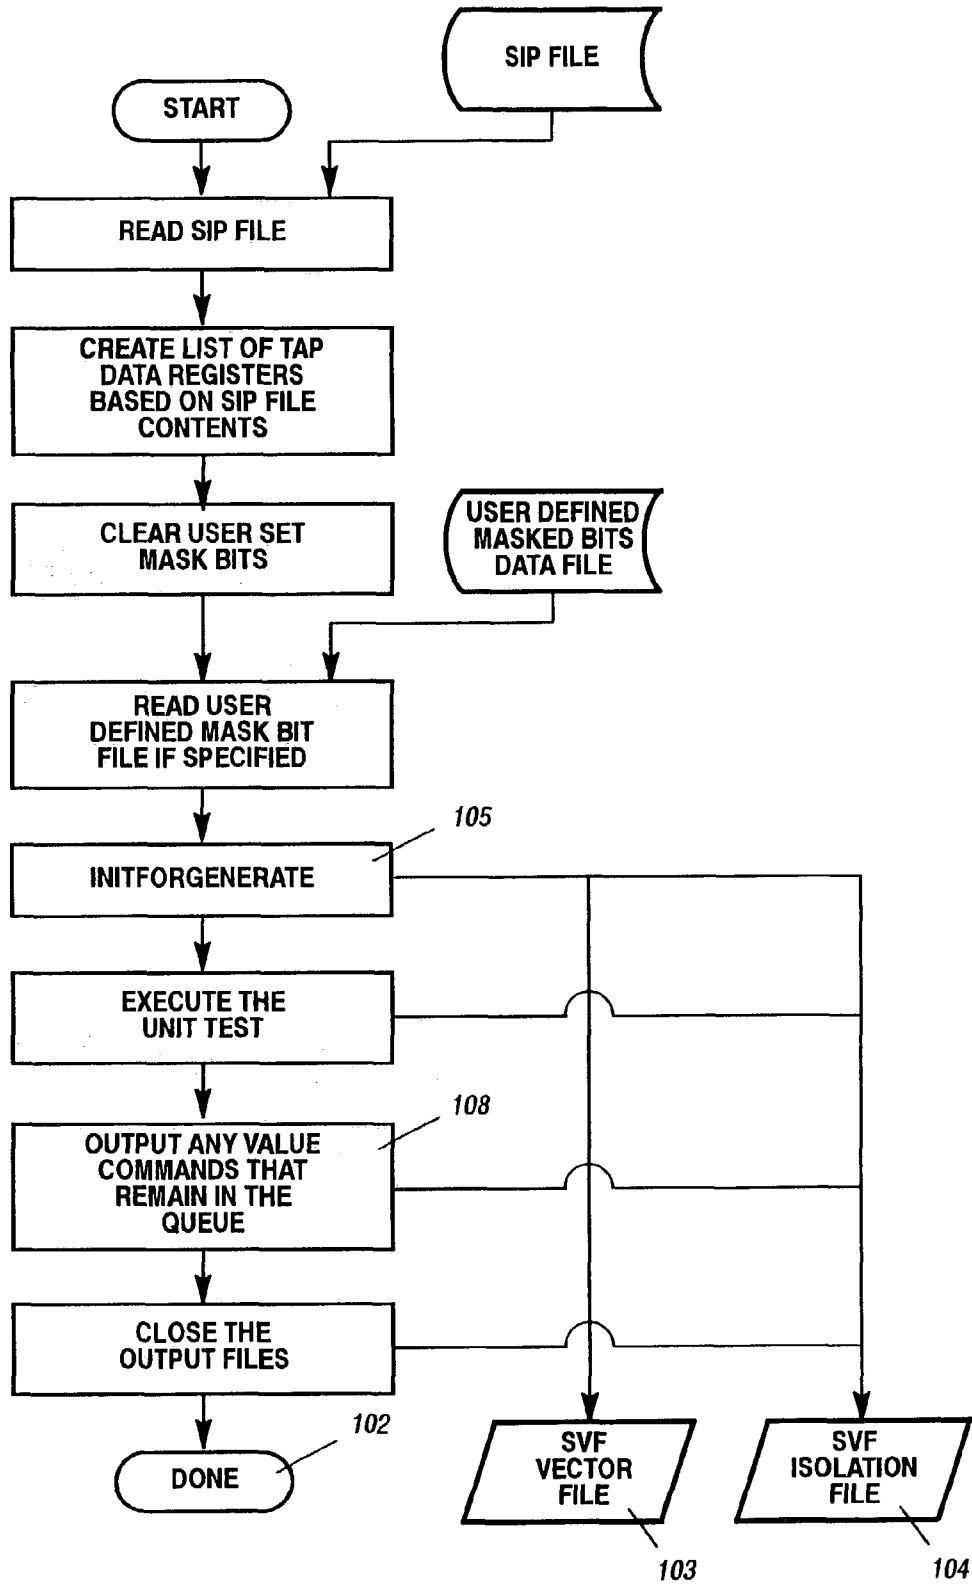 SIP FILE
START
READ SIP FILE
CREATE LIST OF TAP
DATA REGISTERS
BASED ON SIP FILE
CONTENTS
CLEAR USER SET
MASK BITS
USER DEFINED
MASKED BITS
DATA FILE
READ USER
DEFINED MASK BIT
FILE IF SPECIFIED
105
INITFORGENERATE
EXECUTE THE
UNIT TEST
108
OUTPUT ANY VALUE
COMMANDS THAT
REMAIN IN THE
QUEUE
CLOSE THE
OUTPUT FILES
102
DONE
SVF
VECTOR
FILE
103
SVF
ISOLATION
FILE
104